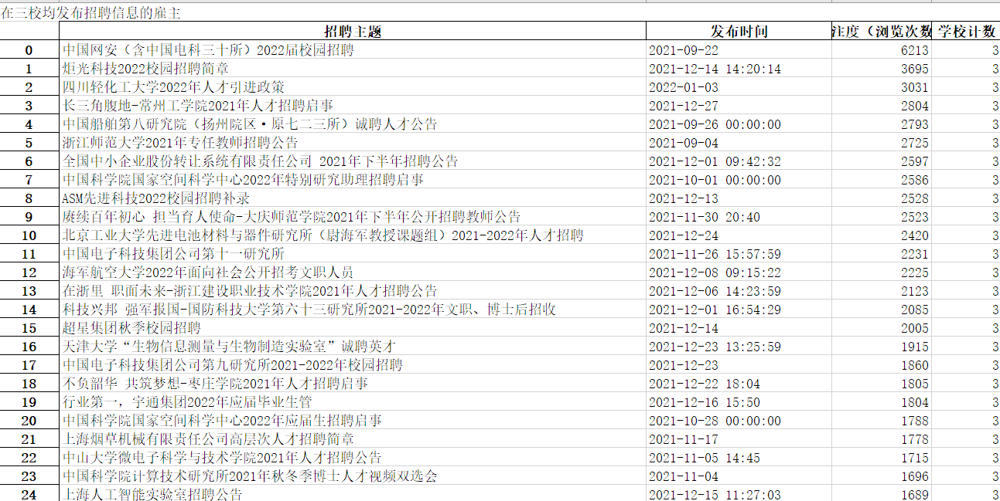 在三校均发布招聘信息的雇主
招聘主题 发布时间 注度（浏览次数 学校计数
0 中国网安（含中国电科三十所）2022届校园招聘 2021-09-22 6213 3
1 炬光科技2022校园招聘简章 2021-12-14 14:20:14 3695 3
2 四川轻化工大学2022年人才引进政策 2022-01-03 3031 3
3 长三角腹地-常州工学院2021年人才招聘启事 2021-12-27 2804 3
4 中国船舶第八研究院（扬州院区·原七二三所）诚聘人才公告 2021-09-26 00:00:00 2793 3
5 浙江师范大学2021年专任教师招聘公告 2021-09-04 2725 3
6 全国中小企业股份转让系统有限责任公司 2021年下半年招聘公告 2021-12-01 09:42:32 2597 3
7 中国科学院国家空间科学中心2022年特别研究助理招聘启事 2021-10-01 00:00:00 2586 3
8 ASM先进科技2022校园招聘补录 2021-12-13 2528 3
9 赓续百年初心 担当育人使命-大庆师范学院2021年下半年公开招聘教师公告 2021-11-30 20:40 2523 3
10 北京工业大学先进电池材料与器件研究所（尉海军教授课题组）2021-2022年人才招聘 2021-12-24 2420 3
11 中国电子科技集团公司第十一研究所 2021-11-26 15:57:59 2231 3
12 海军航空大学2022年面向社会公开招考文职人员 2021-12-08 09:15:22 2225 3
13 在浙里 职面未来-浙江建设职业技术学院2021年人才招聘公告 2021-12-06 14:23:59 2123 3
14 科技兴邦 强军报国-国防科技大学第六十三研究所2021-2022年文职、博士后招收 2021-12-01 16:54:29 2085 3
15 超星集团秋季校园招聘 2021-12-14 2005 3
16 天津大学“生物信息测量与生物制造实验室”诚聘英才 2021-12-23 13:25:59 1915 3
17 中国电子科技集团公司第九研究所2021-2022年校园招聘 2021-12-23 1860 3
18 不负韶华 共筑梦想-枣庄学院2021年人才招聘启事 2021-12-22 18:04 1805 3
19 行业第一，宇通集团2022年应届毕业生管 2021-12-16 15:50 1804 3
20 中国科学院国家空间科学中心2022年应届生招聘启事 2021-10-28 00:00:00 1788 3
21 上海烟草机械有限责任公司高层次人才招聘简章 2021-11-17 1778 3
22 中山大学微电子科学与技术学院2021年人才招聘公告 2021-11-05 14:45 1715 3
23 中国科学院计算技术研究所2021年秋冬季博士人才视频双选会 2021-11-04 1696 3
24 上海人工智能实验室招聘公告 2021-12-15 11:27:03 1689 3